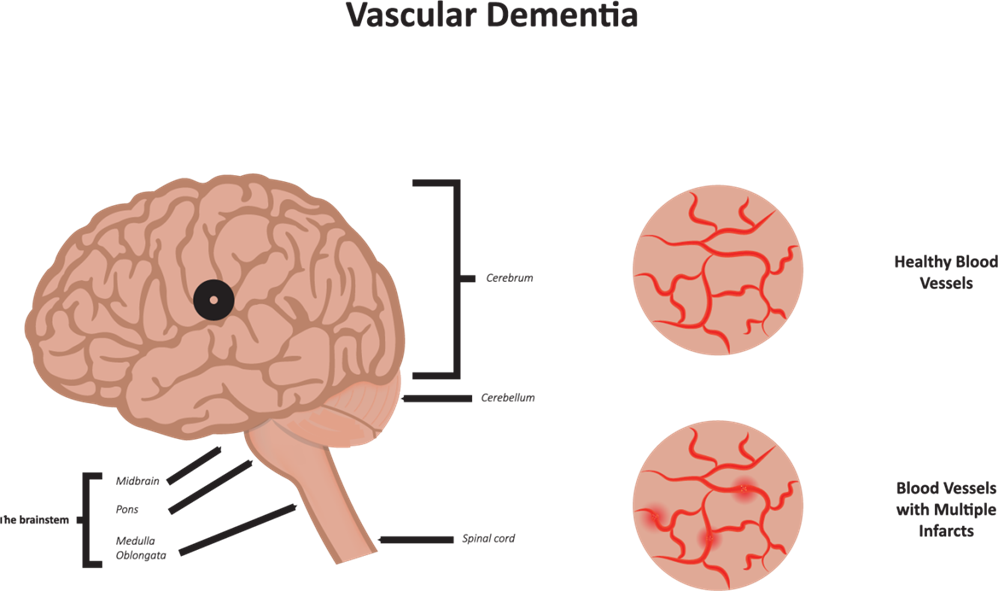 Vascular Dementia
Cerebrum
Cerebellum
Midbrain
Pons
The brainstem
Medulla
Oblongata
Spinal cord
Healthy Blood
Vessels
Blood Vessels
with Multiple
Infarcts